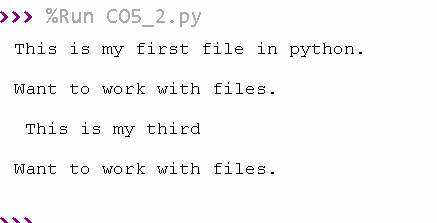 >>> %Run CO5_2.py
This is my first file in python.
Want to work with files.
This is my third
Want to work with files.
>>>